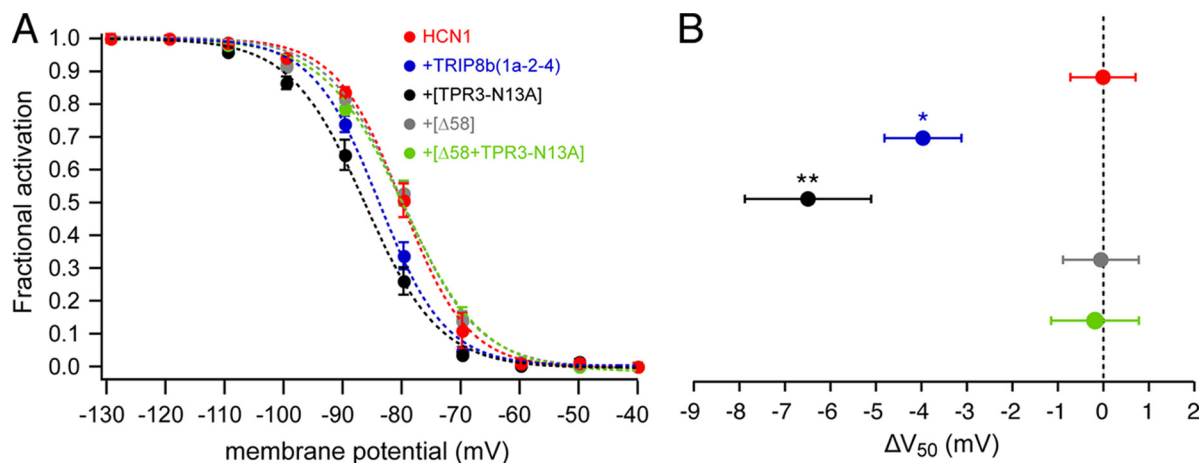 A
B
HCN1
+TRIP8b(1a-2-4)
+[TPR3-N13A]
+[Δ58]
+[Δ58+TPR3-N13A]
Fractional activation
1.0
0.9
0.8
0.7
0.6
0.5
0.4
0.3
0.2
0.1
0.0
-130 -120 -110 -100 -90 -80 -70 -60 -50 -40
membrane potential (mV)
*
**
-9 -8 -7 -6 -5 -4 -3 -2 -1 0 1 2
ΔV50 (mV)